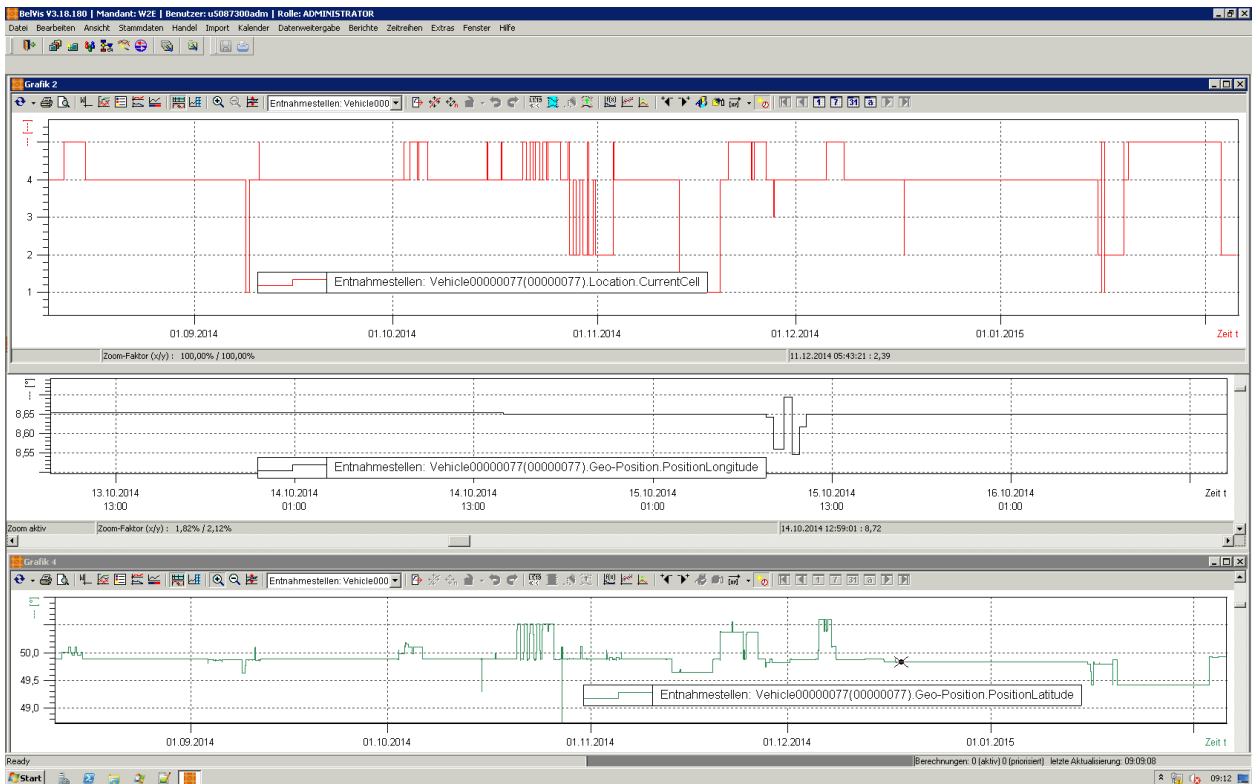 BelVis V3.18.180 | Mandant: W2E | Benutzer: u5087300adm | Rolle: ADMINISTRATOR
Datei Bearbeiten Ansicht Stammdaten Handel Import Kalender Datenweitergabe Berichte Zeitreihen Extras Fenster Hilfe
Grafik 2
Entnahmestellen: Vehicle000
4
3
2
1
Entnahmestellen: Vehicle00000077(00000077).Location.CurrentCell
01.09.2014 01.10.2014 01.11.2014 01.12.2014 01.01.2015 Zeit t
Zoom-Faktor (x/y) : 100,00% / 100,00% 11.12.2014 05:43:21 : 2,39
8,65
8,60
8,55
Entnahmestellen: Vehicle00000077(00000077).Geo-Position.PositionLongitude
13.10.2014 14.10.2014 14.10.2014 15.10.2014 15.10.2014 16.10.2014 Zeit t
13:00 01:00 13:00 01:00 13:00 01:00
Zoom aktiv Zoom-Faktor (x/y) : 1,82% / 2,12% 14.10.2014 12:59:01 : 8,72
Grafik 4
Entnahmestellen: Vehicle000
50,0
49,5
49,0
Entnahmestellen: Vehicle00000077(00000077).Geo-Position.PositionLatitude
01.09.2014 01.10.2014 01.11.2014 01.12.2014 01.01.2015 Zeit t
Ready Berechnungen: 0 (aktiv) 0 (priorisiert) letzte Aktualisierung: 09:09:08
Start 09:12